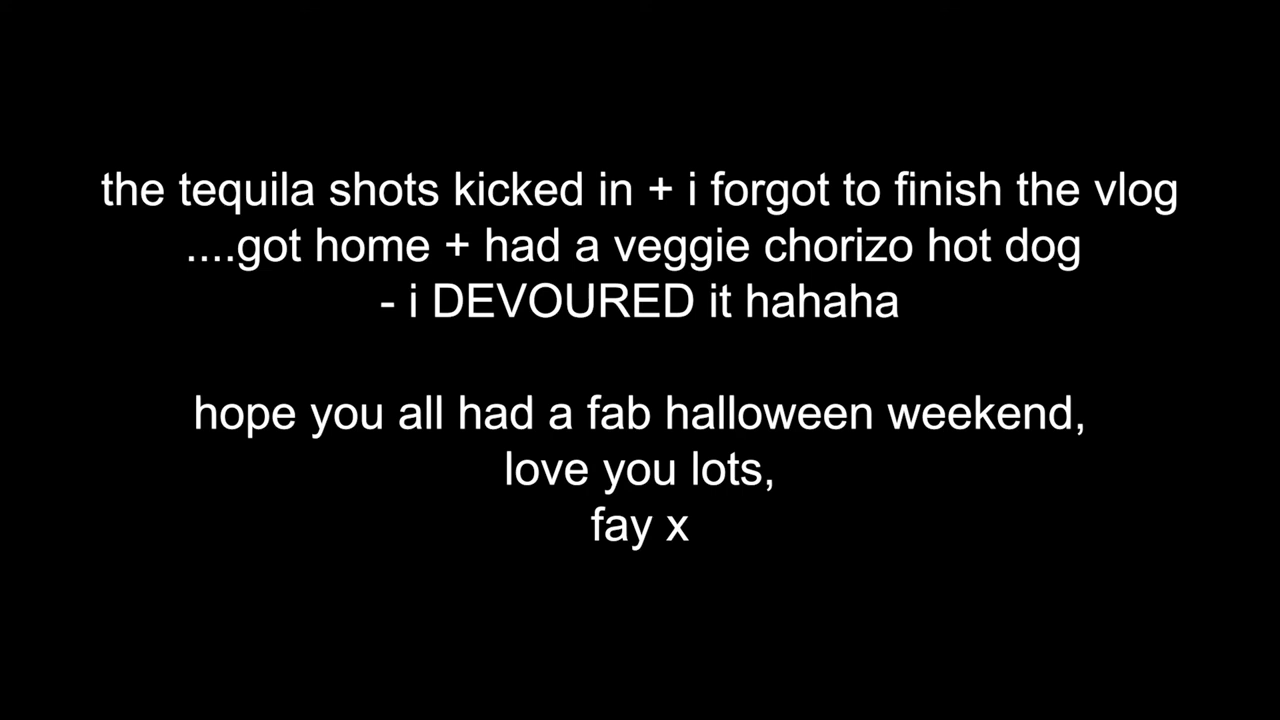 the tequila shots kicked in + i forgot to finish the vlog
....got home + had a veggie chorizo hot dog
- i DEVOURED it hahaha
hope you all had a fab halloween weekend,
love you lots,
fay x